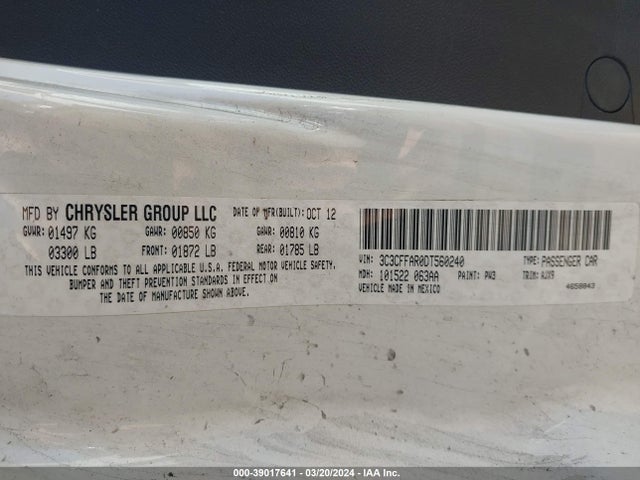 MFD BY CHRYSLER GROUP LLC DATE OF MFR(BUILT): OCT 12
GVWR: 01497 KG GAWR: 00850 KG GAWR: 00810 KG
03300 LB FRONT: 01872 LB REAR: 01785 LB
THIS VEHICLE CONFORMS TO ALL APPLICABLE U.S.A. FEDERAL MOTOR VEHICLE SAFETY,
BUMPER AND THEFT PREVENTION STANDARDS IN EFFECT ON
THE DATE OF MANUFACTURE SHOWN ABOVE.
VIN: 3C3CFFAR0DT560240 TYPE: PASSENGER CAR
MDH: 101522 063AA PAINT: PW3 TRIM: AJX9
VEHICLE MADE IN MEXICO 4658043
000-39017641 | 03/20/2024 | IAA Inc.